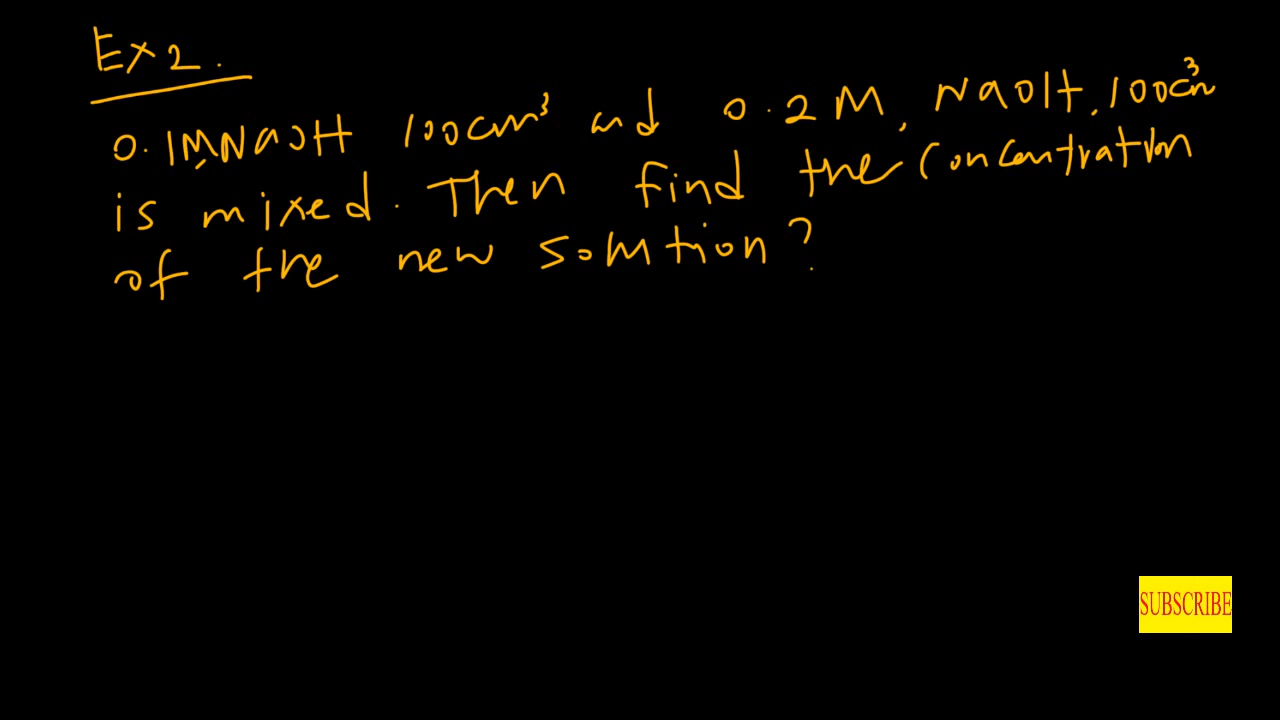 Ex 2.
0.1M NaOH 100cm³ and 0.2M, NaOH, 100cm³
is mixed. Then find the concentration
of the new solution?
SUBSCRIBE